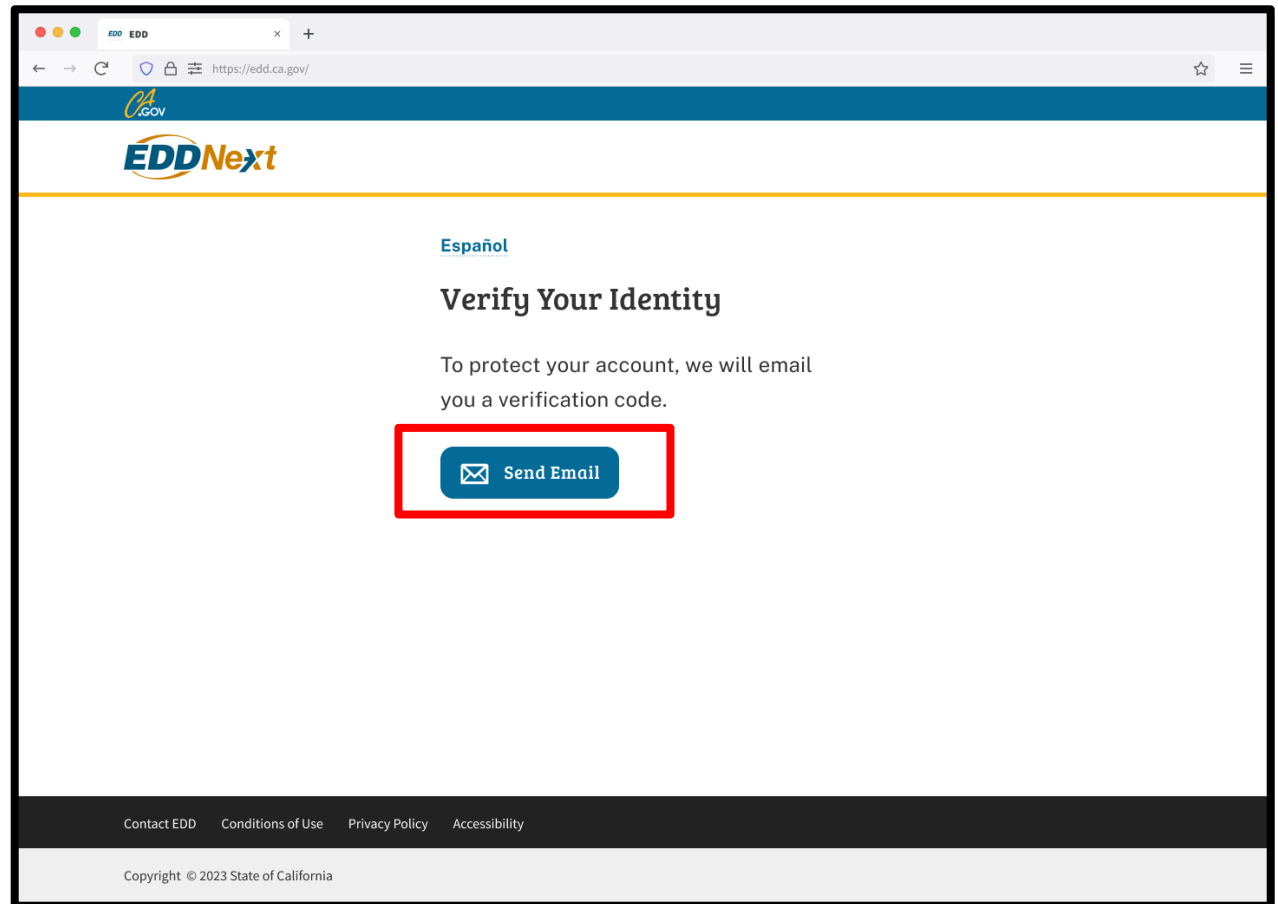 EDD EDD
https://edd.ca.gov/
CA.GOV
EDDNext
Español
Verify Your Identity
To protect your account, we will email
you a verification code.
Send Email
Contact EDD Conditions of Use Privacy Policy Accessibility
Copyright © 2023 State of California